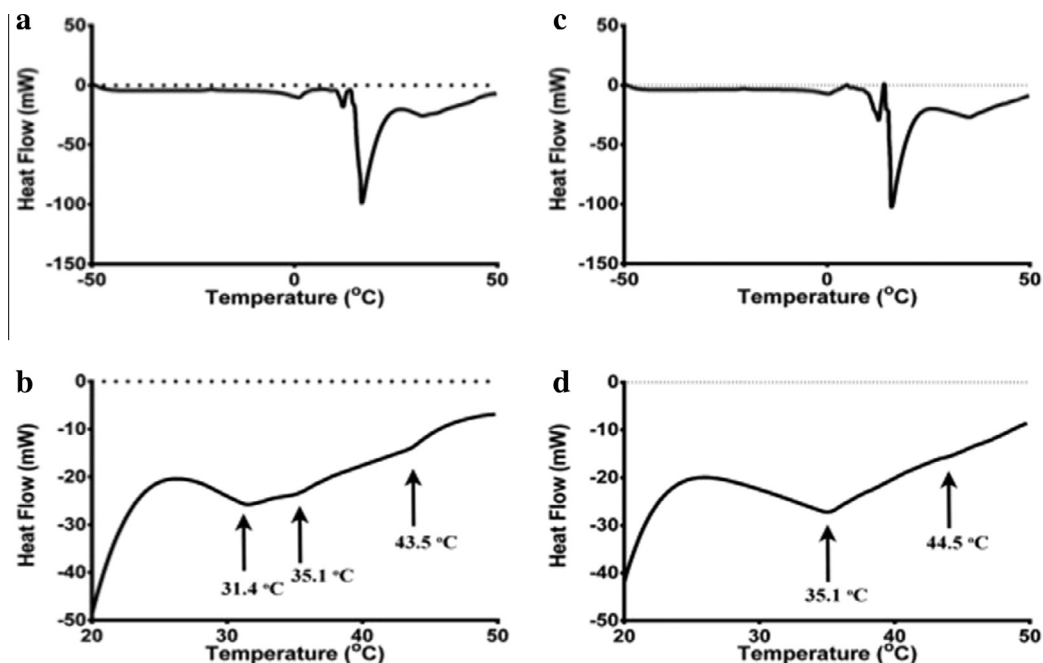 a
50
0
-50
-100
-150
Heat Flow (mW)
-50 0 50
Temperature (°C)
c
50
0
-50
-100
-150
Heat Flow (mW)
-50 0 50
Temperature (°C)
b
0
-10
-20
-30
-40
-50
Heat Flow (mW)
31.4 °C
35.1 °C
43.5 °C
20 30 40 50
Temperature (°C)
d
0
-10
-20
-30
-40
-50
Heat Flow (mW)
35.1 °C
44.5 °C
20 30 40 50
Temperature (°C)